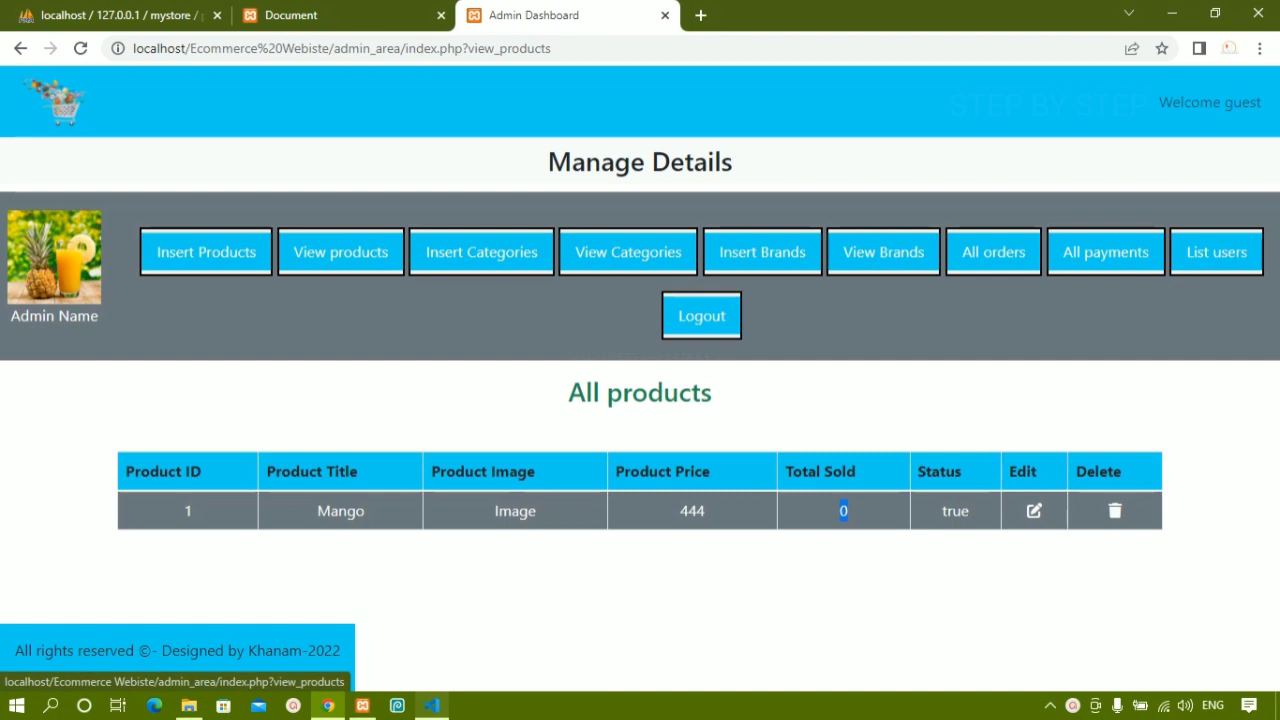 localhost / 127.0.0.1 / mystore / p
Document
Admin Dashboard
localhost/Ecommerce%20Webiste/admin_area/index.php?view_products
STEP BY STEP
Welcome guest
Manage Details
Insert Products
View products
Insert Categories
View Categories
Insert Brands
View Brands
All orders
All payments
List users
Admin Name
Logout
All products
Product ID Product Title Product Image Product Price Total Sold Status Edit Delete
1 Mango Image 444 0 true
All rights reserved ©- Designed by Khanam-2022
localhost/Ecommerce Webiste/admin_area/index.php?view_products
ENG